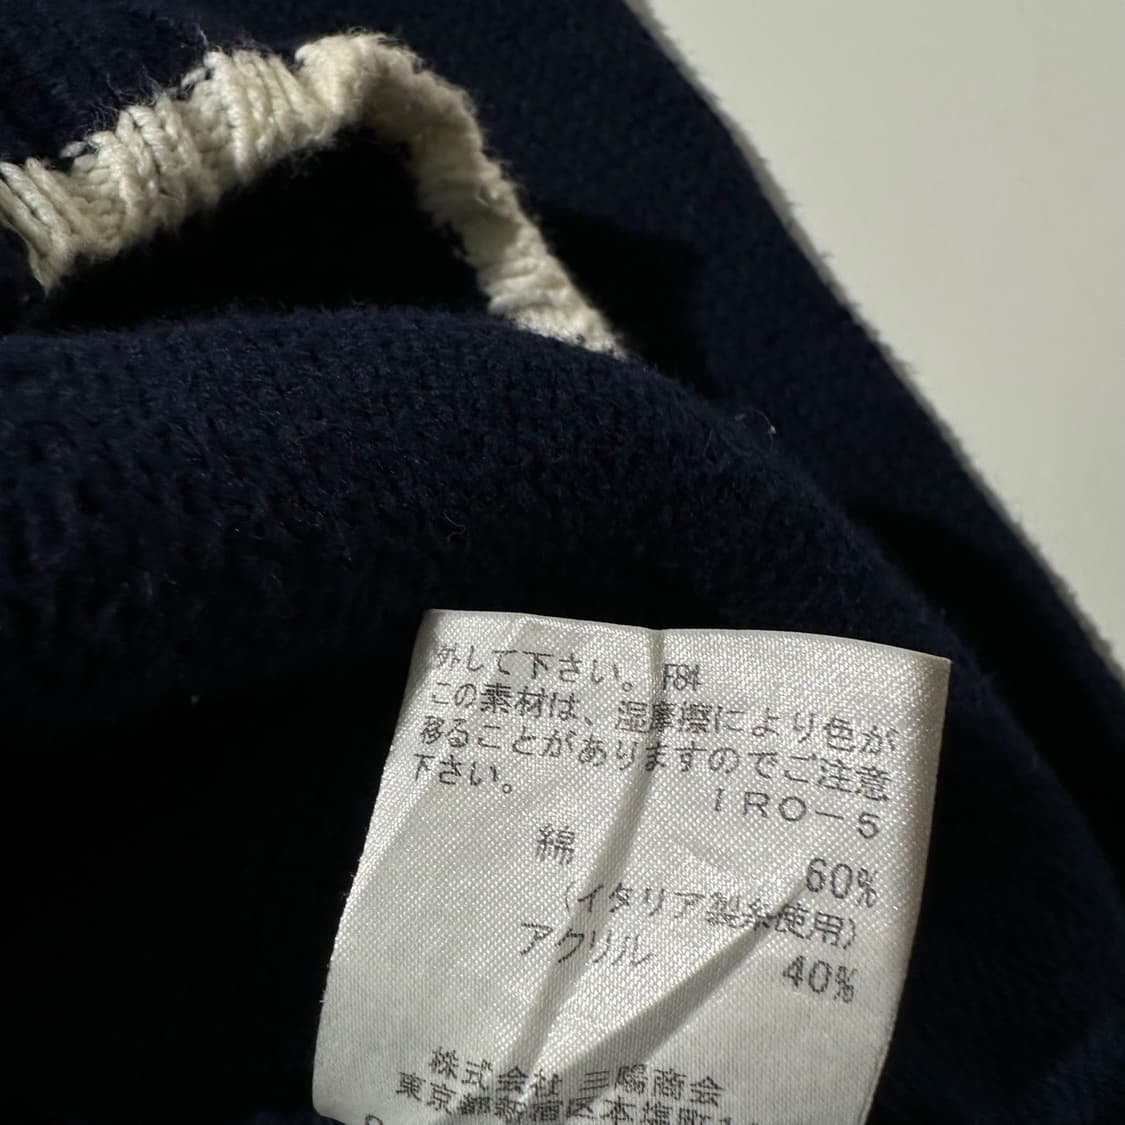 外して下さい。 F84
この素材は、湿摩擦により色が
移ることがありますのでご注意
下さい。
IRO-5
綿 60%
(イタリア製糸使用)
アクリル 40%
株式会社 三陽商会
東京都新宿区本塩町